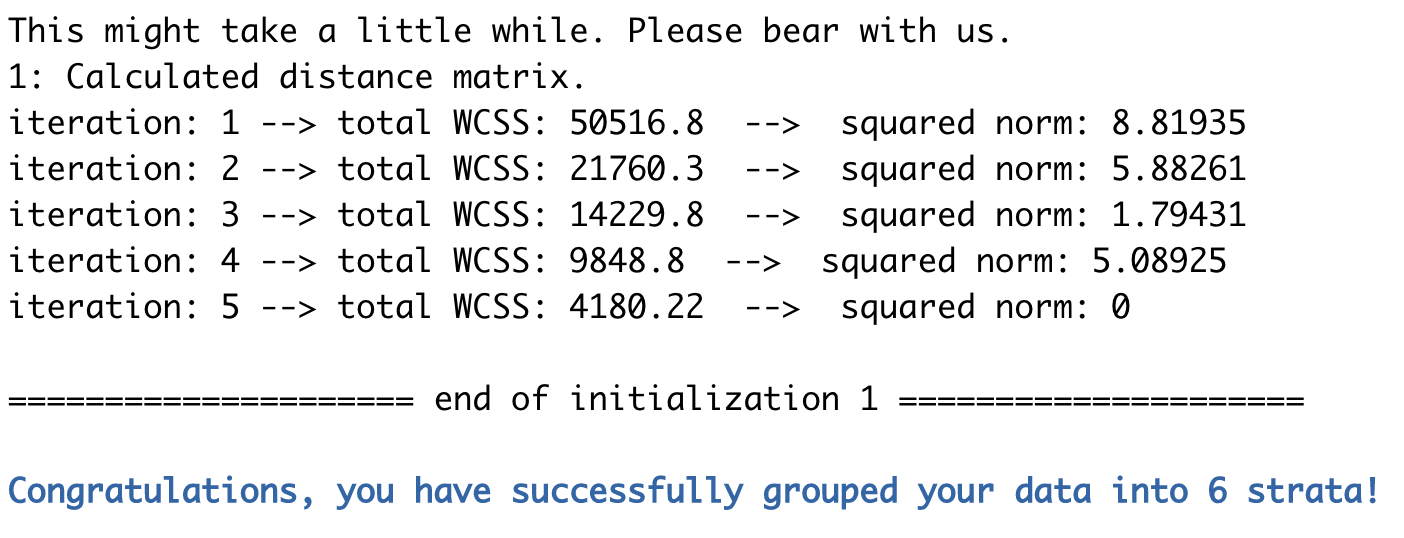 This might take a little while. Please bear with us.
1: Calculated distance matrix.
iteration: 1 --> total WCSS: 50516.8  -->  squared norm: 8.81935
iteration: 2 --> total WCSS: 21760.3  -->  squared norm: 5.88261
iteration: 3 --> total WCSS: 14229.8  -->  squared norm: 1.79431
iteration: 4 --> total WCSS: 9848.8  -->  squared norm: 5.08925
iteration: 5 --> total WCSS: 4180.22  -->  squared norm: 0
===================== end of initialization 1 =====================
Congratulations, you have successfully grouped your data into 6 strata!